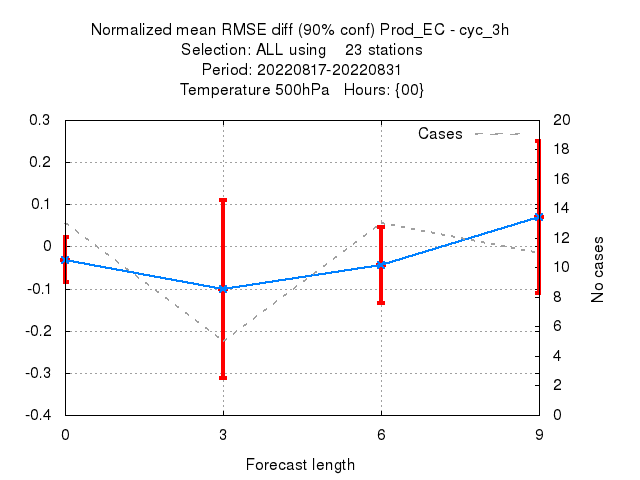 Normalized mean RMSE diff (90% conf) Prod_EC - cyc_3h
Selection: ALL using    23 stations
Period: 20220817-20220831
Temperature 500hPa   Hours: {00}
Cases
0.3
0.2
0.1
0
-0.1
-0.2
-0.3
-0.4
20
18
16
14
12
10
8
6
4
2
0
No cases
0 3 6 9
Forecast length